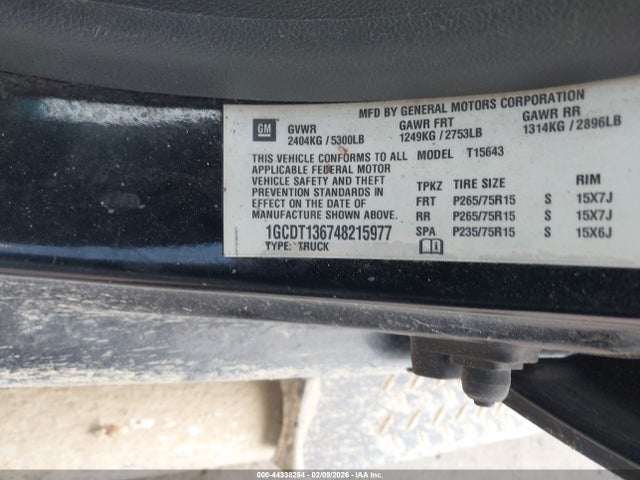 MFD BY GENERAL MOTORS CORPORATION
GM GVWR GAWR FRT GAWR RR
2404KG/5300LB 1249KG/2753LB 1314KG/2896LB
THIS VEHICLE CONFORMS TO ALL MODEL T15643
APPLICABLE FEDERAL MOTOR
VEHICLE SAFETY AND THEFT TPKZ TIRE SIZE RIM
PREVENTION STANDARDS IN FRT P265/75R15 S 15X7J
EFFECT ON THE DATE OF RR P265/75R15 S 15X7J
MANUFACTURE SHOWN ABOVE. SPA P235/75R15 S 15X6J
1GCDT136748215977
TYPE: TRUCK
000-44338254 - 02/09/2026 - IAAI, Inc.